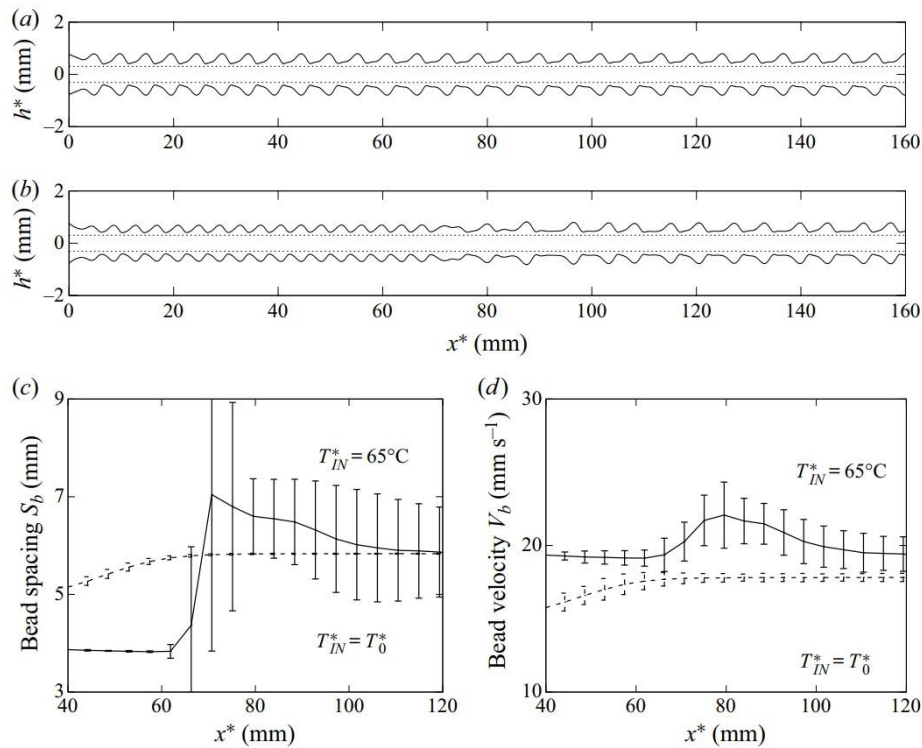 (a)
2
0
−2
h* (mm)
0 20 40 60 80 100 120 140 160
(b)
2
0
−2
h* (mm)
0 20 40 60 80 100 120 140 160
x* (mm)
(c)
9
7
5
3
Bead spacing S_b (mm)
T*_IN = 65°C
T*_IN = T*_0
40 60 80 100 120
x* (mm)
(d)
30
20
10
Bead velocity V_b (mm s⁻¹)
T*_IN = 65°C
T*_IN = T*_0
40 60 80 100 120
x* (mm)